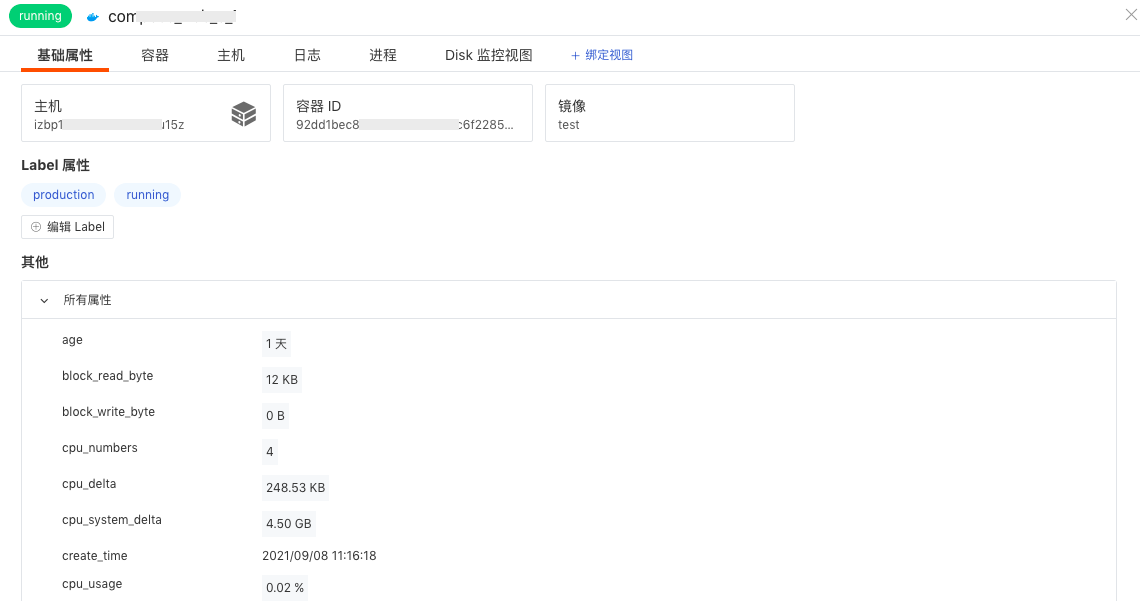 running com
基础属性 容器 主机 日志 进程 Disk 监控视图 + 绑定视图
主机 容器 ID 镜像
izbp1 u15z 92dd1bec8 c6f2285... test
Label 属性
production running
编辑 Label
其他
所有属性
age 1 天
block_read_byte 12 KB
block_write_byte 0 B
cpu_numbers 4
cpu_delta 248.53 KB
cpu_system_delta 4.50 GB
create_time 2021/09/08 11:16:18
cpu_usage 0.02 %